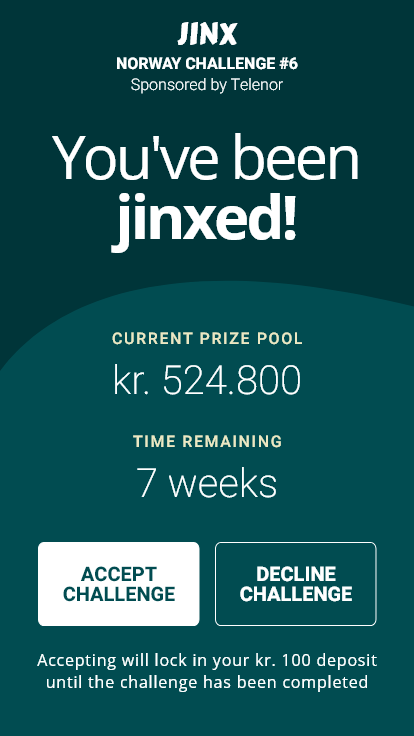 JINX
NORWAY CHALLENGE #6
Sponsored by Telenor
You've been
jinxed!
CURRENT PRIZE POOL
kr. 524.800
TIME REMAINING
7 weeks
ACCEPT
CHALLENGE
DECLINE
CHALLENGE
Accepting will lock in your kr. 100 deposit
until the challenge has been completed